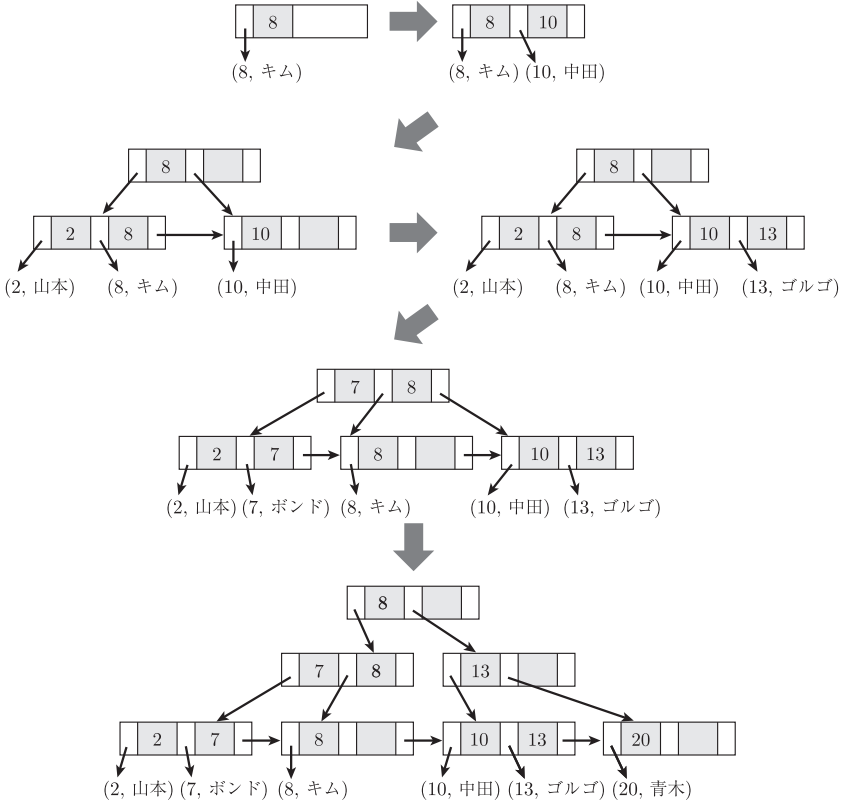 8 8 10
(8, キム) (8, キム) (10, 中田)
8 8
2 8 10 2 8 10 13
(2, 山本) (8, キム) (10, 中田) (2, 山本) (8, キム) (10, 中田) (13, ゴルゴ)
7 8
2 7 8 10 13
(2, 山本) (7, ボンド) (8, キム) (10, 中田) (13, ゴルゴ)
8
7 8 13
2 7 8 10 13 20
(2, 山本) (7, ボンド) (8, キム) (10, 中田) (13, ゴルゴ) (20, 青木)